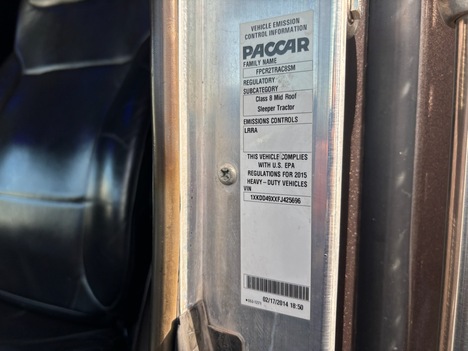 VEHICLE EMISSION
CONTROL INFORMATION
PACCAR
FAMILY NAME
FPCR2TRAC8SM
REGULATORY
SUBCATEGORY
Class 8 Mid Roof
Sleeper Tractor
EMISSIONS CONTROLS
LRRA
THIS VEHICLE COMPLIES
WITH U.S. EPA
REGULATIONS FOR 2015
HEAVY-DUTY VEHICLES
VIN
1XKDD49XXFJ425696
02/17/2014 18:50